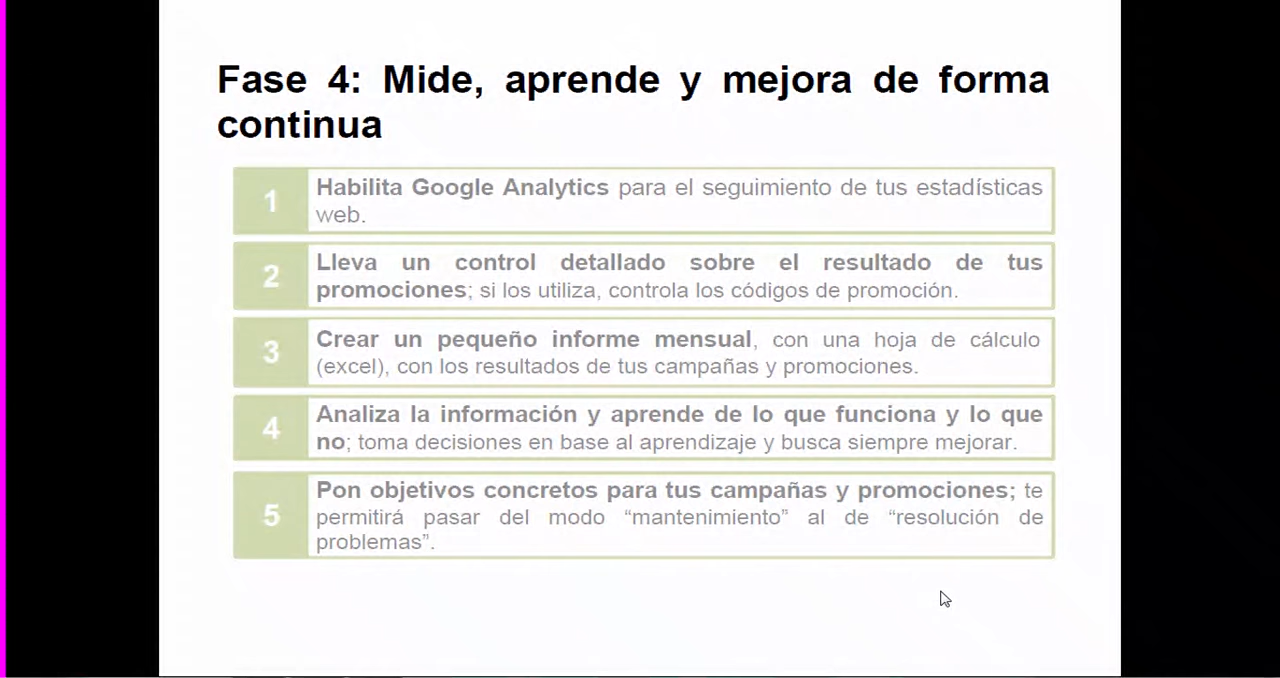 Fase 4: Mide, aprende y mejora de forma
continua
1
Habilita Google Analytics para el seguimiento de tus estadísticas
web.
2
Lleva un control detallado sobre el resultado de tus
promociones; si los utiliza, controla los códigos de promoción.
3
Crear un pequeño informe mensual, con una hoja de cálculo
(excel), con los resultados de tus campañas y promociones.
4
Analiza la información y aprende de lo que funciona y lo que
no; toma decisiones en base al aprendizaje y busca siempre mejorar.
5
Pon objetivos concretos para tus campañas y promociones; te
permitirá pasar del modo “mantenimiento” al de “resolución de
problemas”.